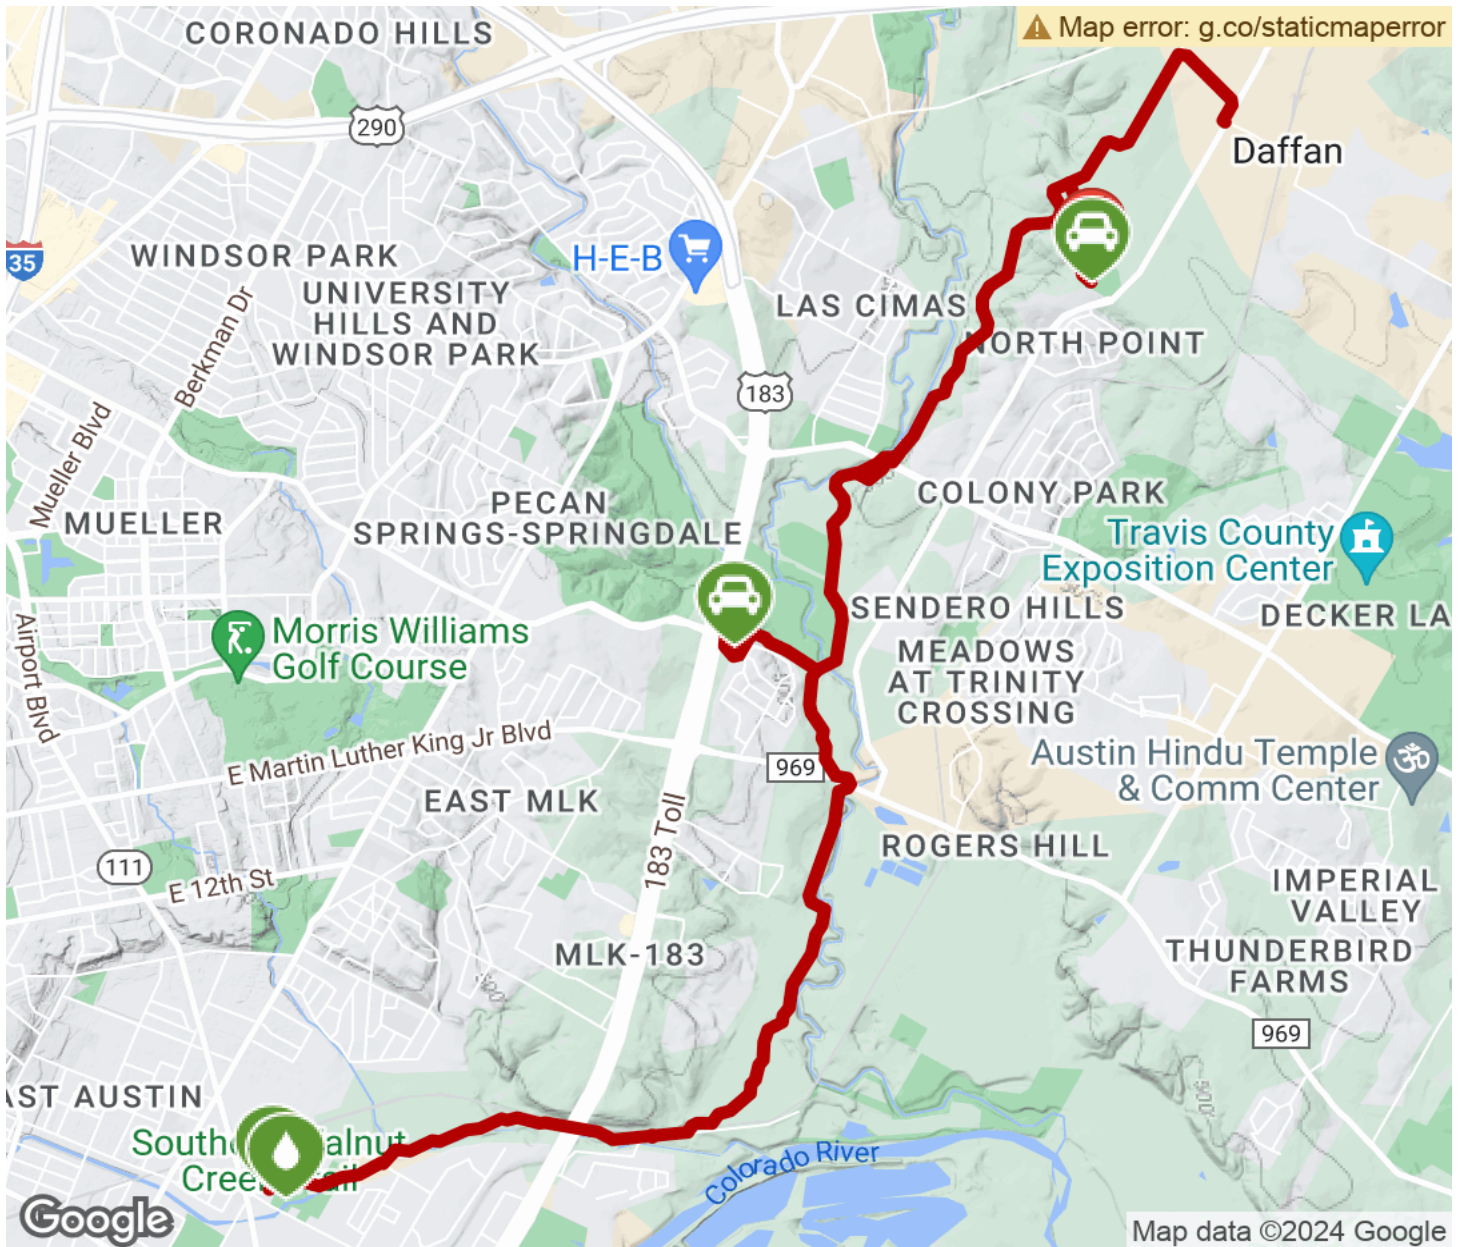 CORONADO HILLS
Map error: g.co/staticmaperror
290
Daffan
WINDSOR PARK
H-E-B
35
UNIVERSITY
HILLS AND
WINDSOR PARK
LAS CIMAS
NORTH POINT
Berkman Dr
183
Mueller Blvd
PECAN
SPRINGS-SPRINGDALE
COLONY PARK
MUELLER
Travis County
Exposition Center
SENDERO HILLS
DECKER LA
Airport Blvd
Morris Williams
Golf Course
MEADOWS
AT TRINITY
CROSSING
E Martin Luther King Jr Blvd
969
Austin Hindu Temple
& Comm Center
EAST MLK
183 Toll
ROGERS HILL
111
E 12th St
IMPERIAL
VALLEY
MLK-183
THUNDERBIRD
FARMS
969
AST AUSTIN
Colorado River
Google
Map data ©2024 Google